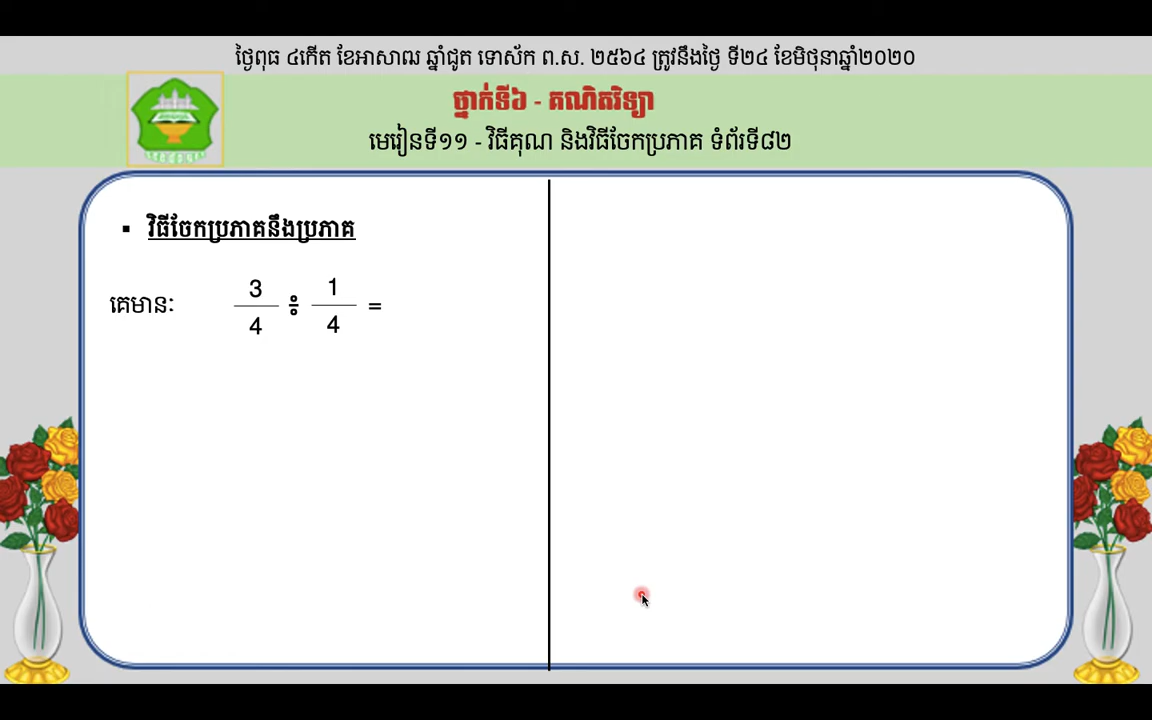 ថ្ងៃពុធ ៤កើត ខែអាសាឍ ឆ្នាំជូត ទោស័ក ព.ស. ២៥៦៤ ត្រូវនឹងថ្ងៃ ទី២៤ ខែមិថុនាឆ្នាំ២០២០
ថ្នាក់ទី៦ - គណិតវិទ្យា
មេរៀនទី១១ - វិធីគុណ និងវិធីចែកប្រភាគ ទំព័រទី៨២
▪ វិធីចែកប្រភាគនឹងប្រភាគ
គេមានៈ 3/4 ÷ 1/4 =